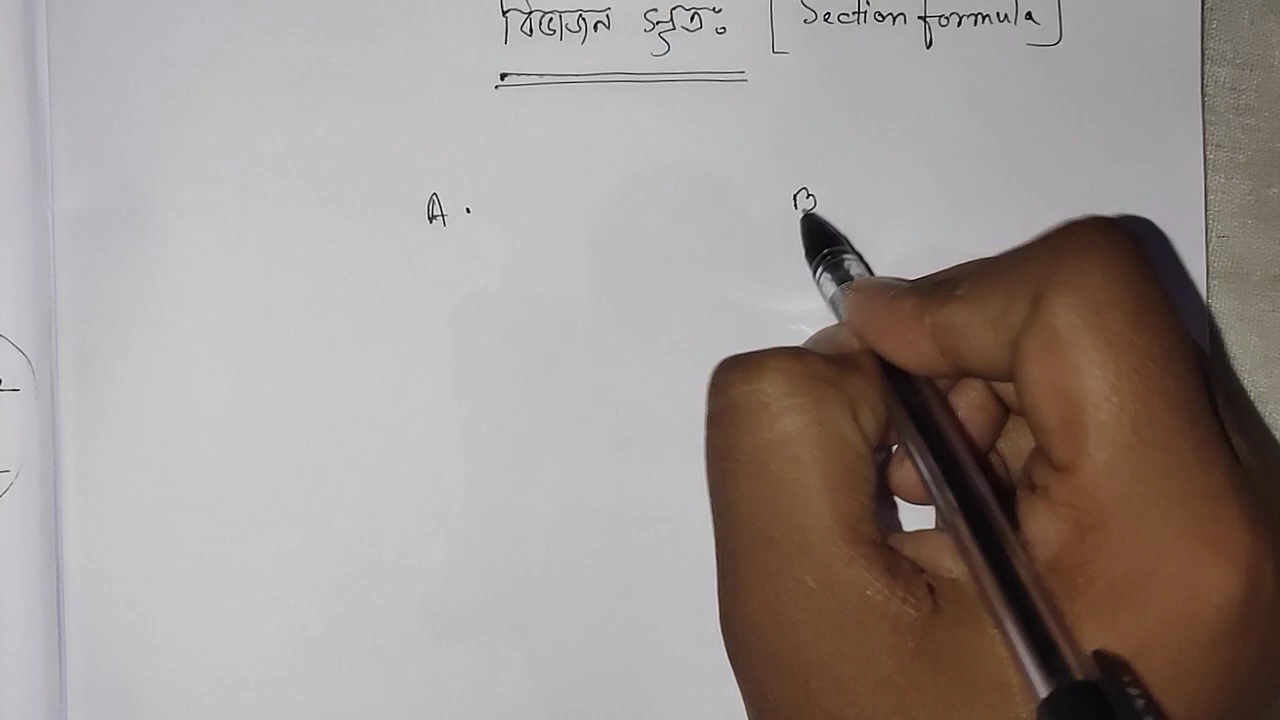 বিভাজন সূত্রঃ [Section formula]
A . B